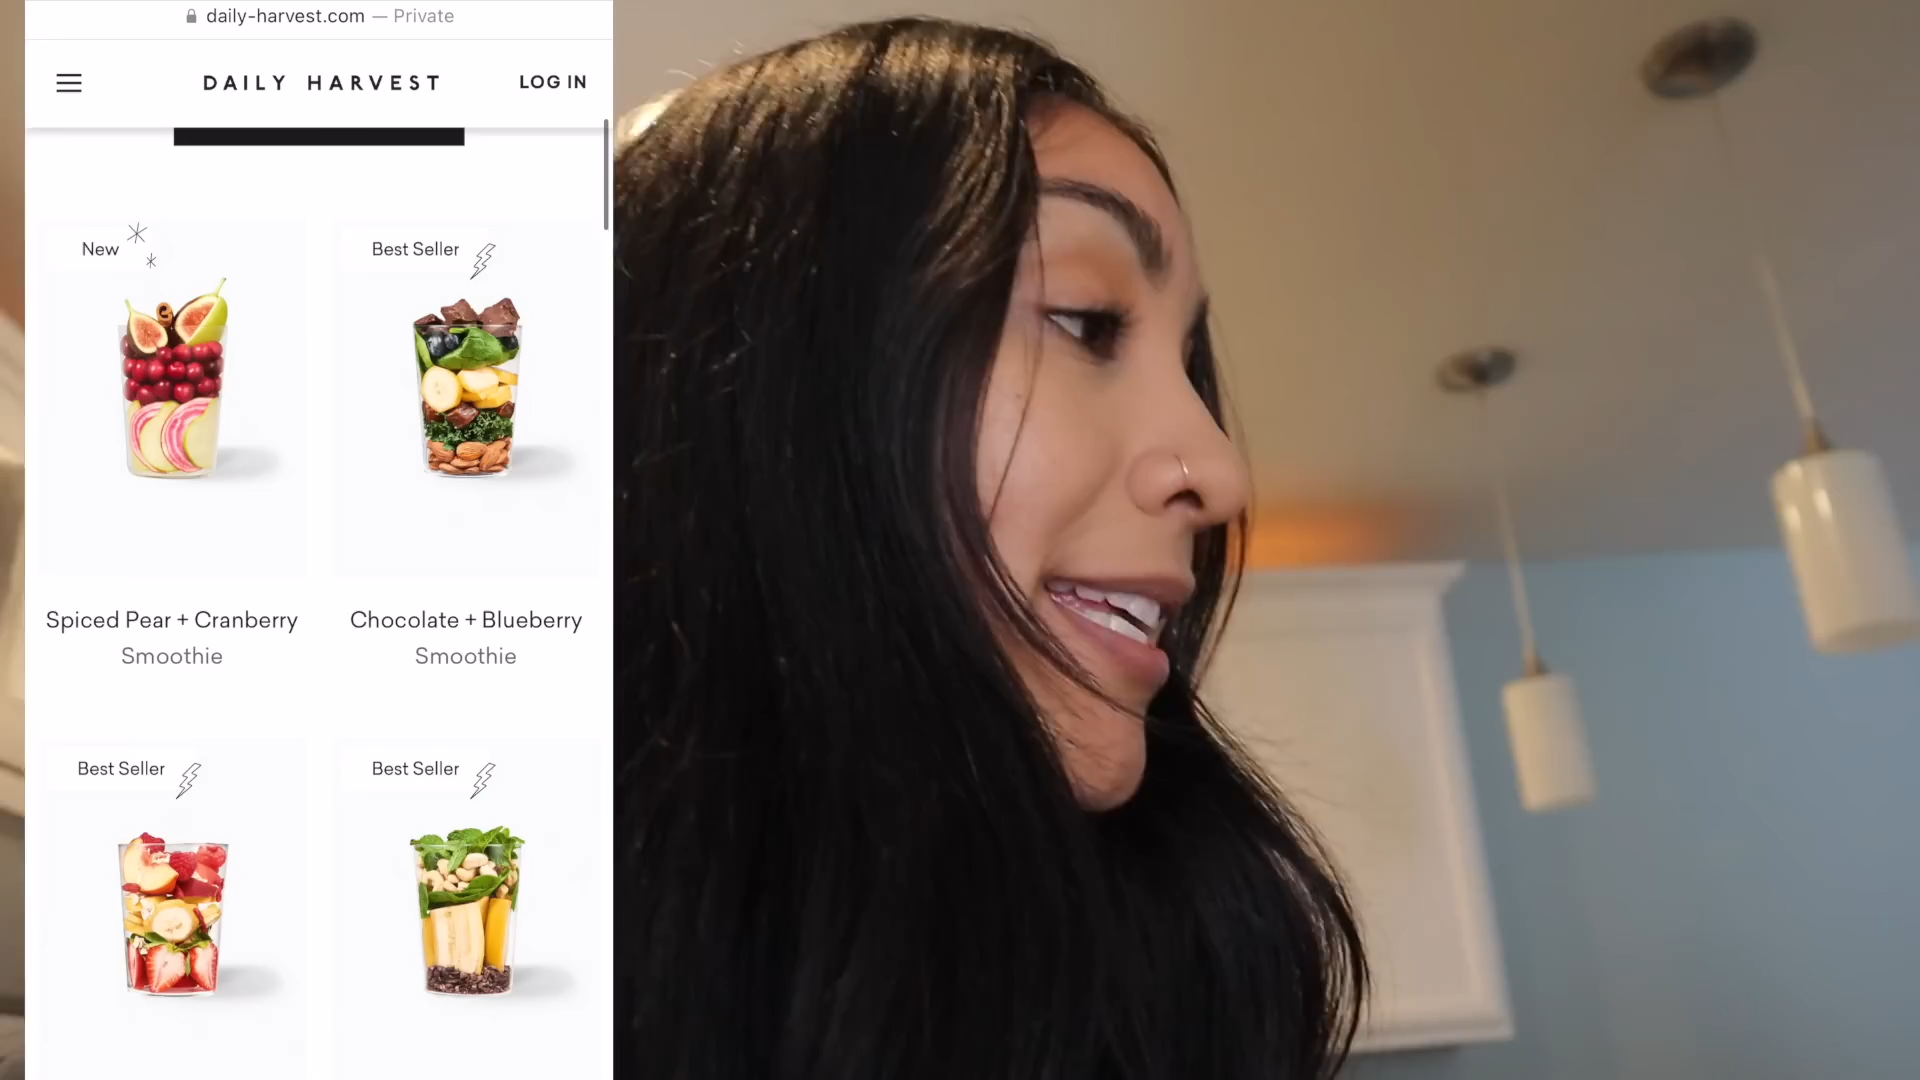 daily-harvest.com — Private
DAILY HARVEST
LOG IN
New
Best Seller
Spiced Pear + Cranberry
Smoothie
Chocolate + Blueberry
Smoothie
Best Seller
Best Seller